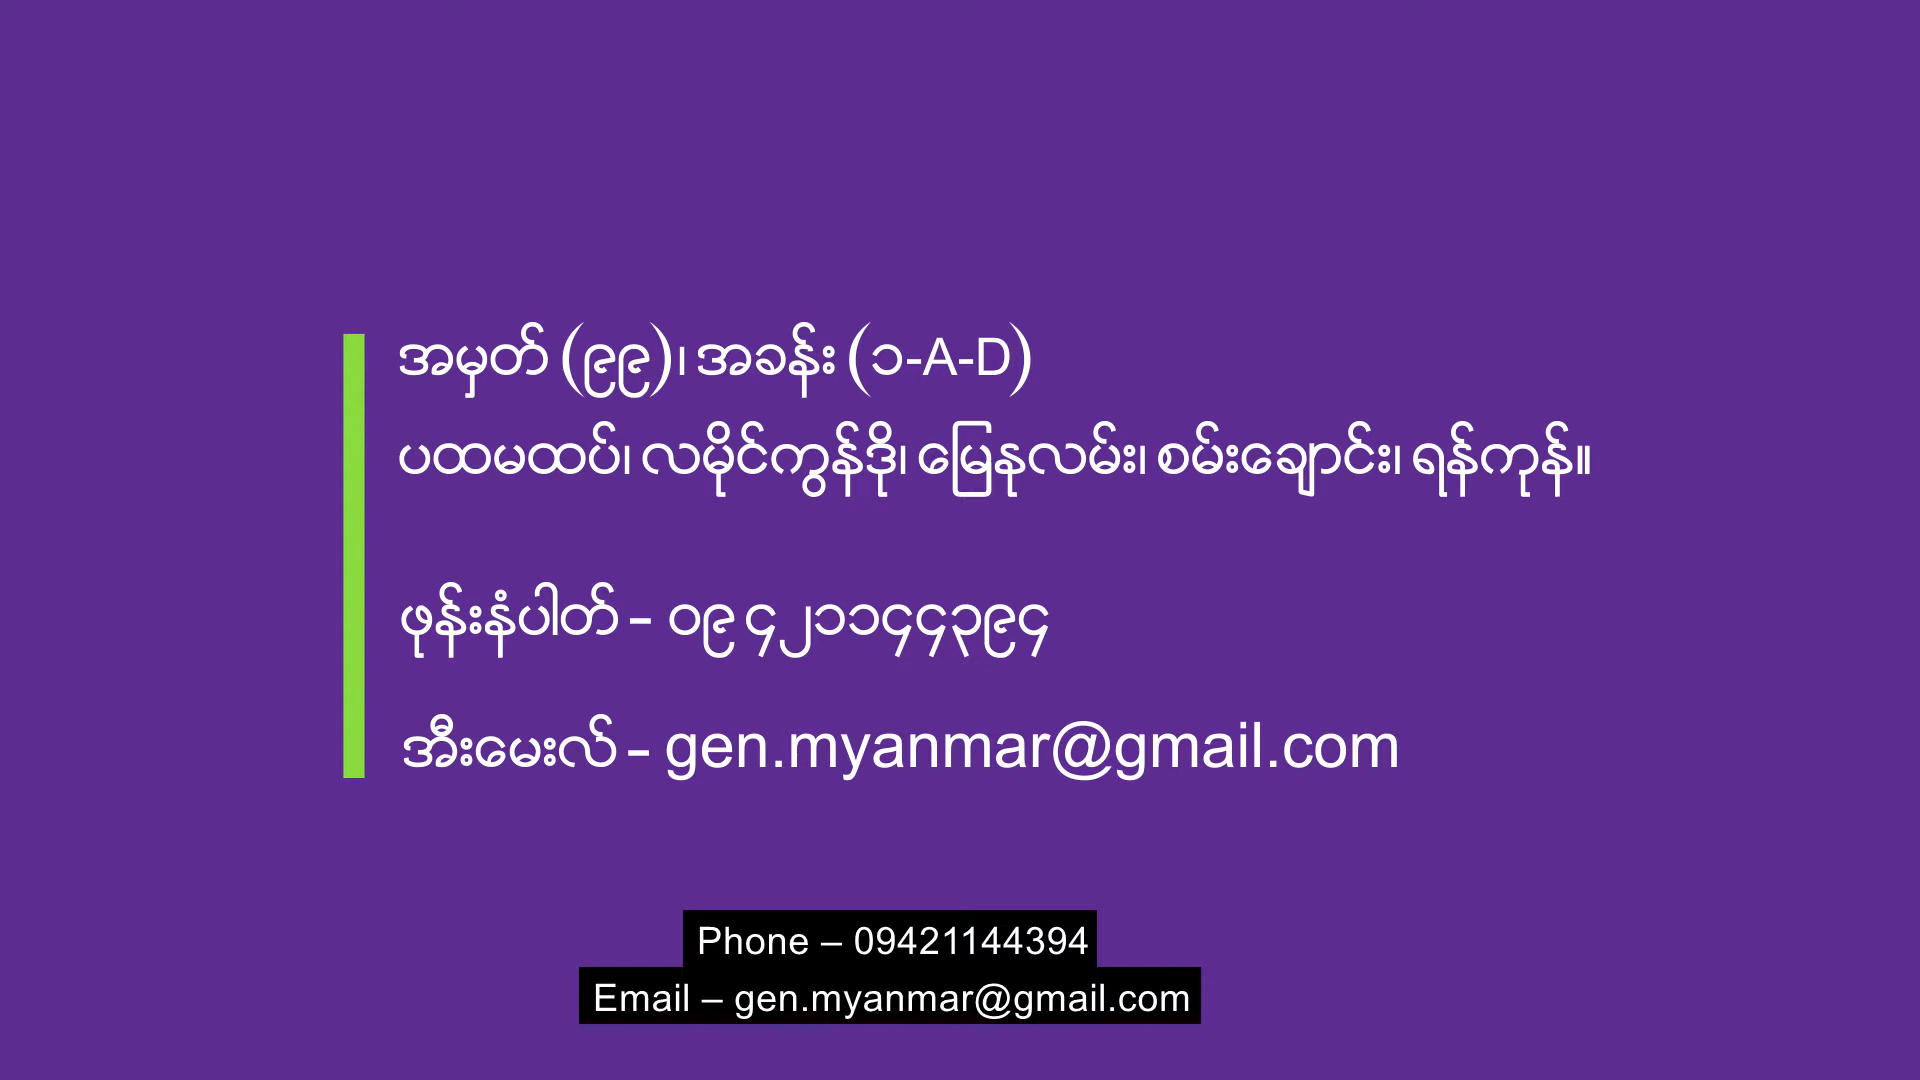 အမှတ် (၉၉)၊ အခန်း (၁-A-D)
ပထမထပ်၊ လမိုင်ကွန်ဒို၊ မြေနုလမ်း၊ စမ်းချောင်း၊ ရန်ကုန်။
ဖုန်းနံပါတ် – ၀၉ ၄၂၁၁၄၄၃၉၄
အီးမေးလ် – gen.myanmar@gmail.com
Phone – 09421144394
Email – gen.myanmar@gmail.com